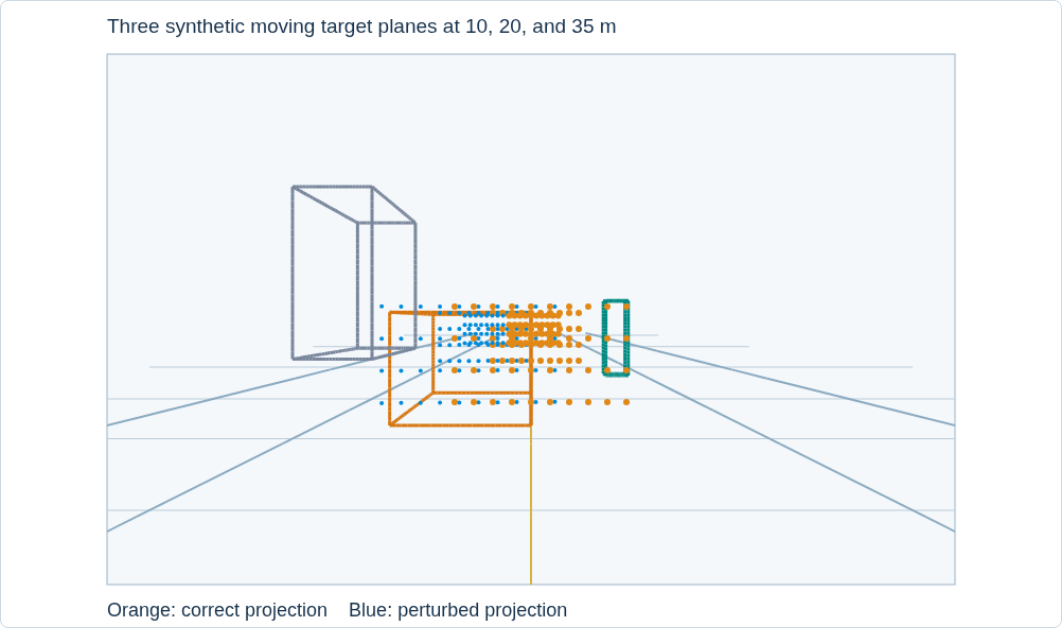 Three synthetic moving target planes at 10, 20, and 35 m
Orange: correct projection Blue: perturbed projection